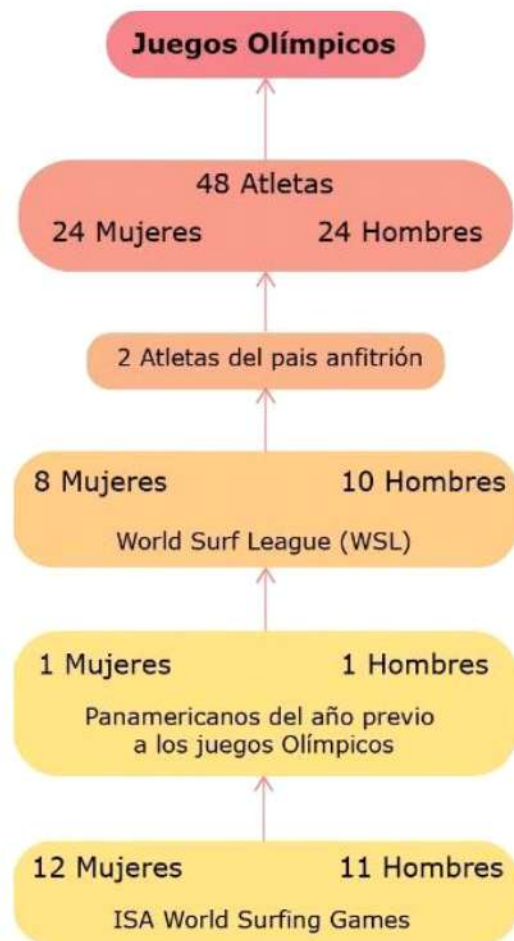 Juegos Olímpicos
48 Atletas
24 Mujeres 24 Hombres
2 Atletas del pais anfitrión
8 Mujeres 10 Hombres
World Surf League (WSL)
1 Mujeres 1 Hombres
Panamericanos del año previo
a los juegos Olímpicos
12 Mujeres 11 Hombres
ISA World Surfing Games